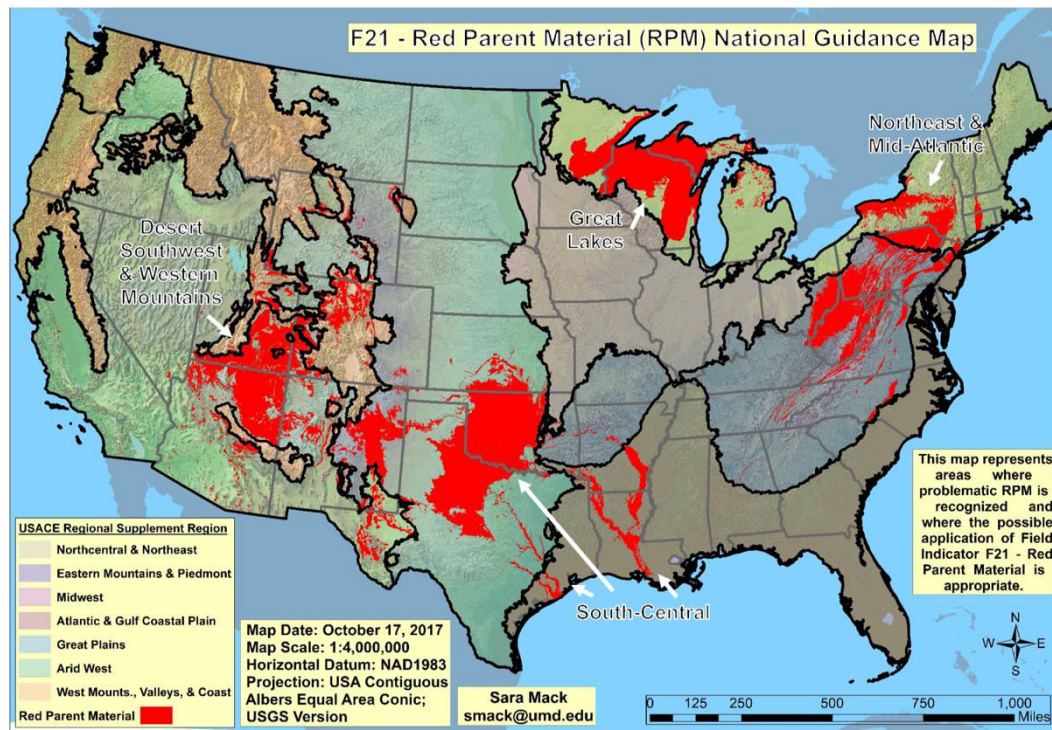 F21 - Red Parent Material (RPM) National Guidance Map
Northeast &
Mid-Atlantic
Great
Lakes
Desert
Southwest
& Western
Mountains
South-Central
This map represents
areas where
problematic RPM is
recognized and
where the possible
application of Field
Indicator F21 - Red
Parent Material is
appropriate.
USACE Regional Supplement Region
Northcentral & Northeast
Eastern Mountains & Piedmont
Midwest
Atlantic & Gulf Coastal Plain
Great Plains
Arid West
West Mounts., Valleys, & Coast
Red Parent Material
Map Date: October 17, 2017
Map Scale: 1:4,000,000
Horizontal Datum: NAD1983
Projection: USA Contiguous
Albers Equal Area Conic;
USGS Version
Sara Mack
smack@umd.edu
N
W E
S
0 125 250 500 750 1,000
Miles